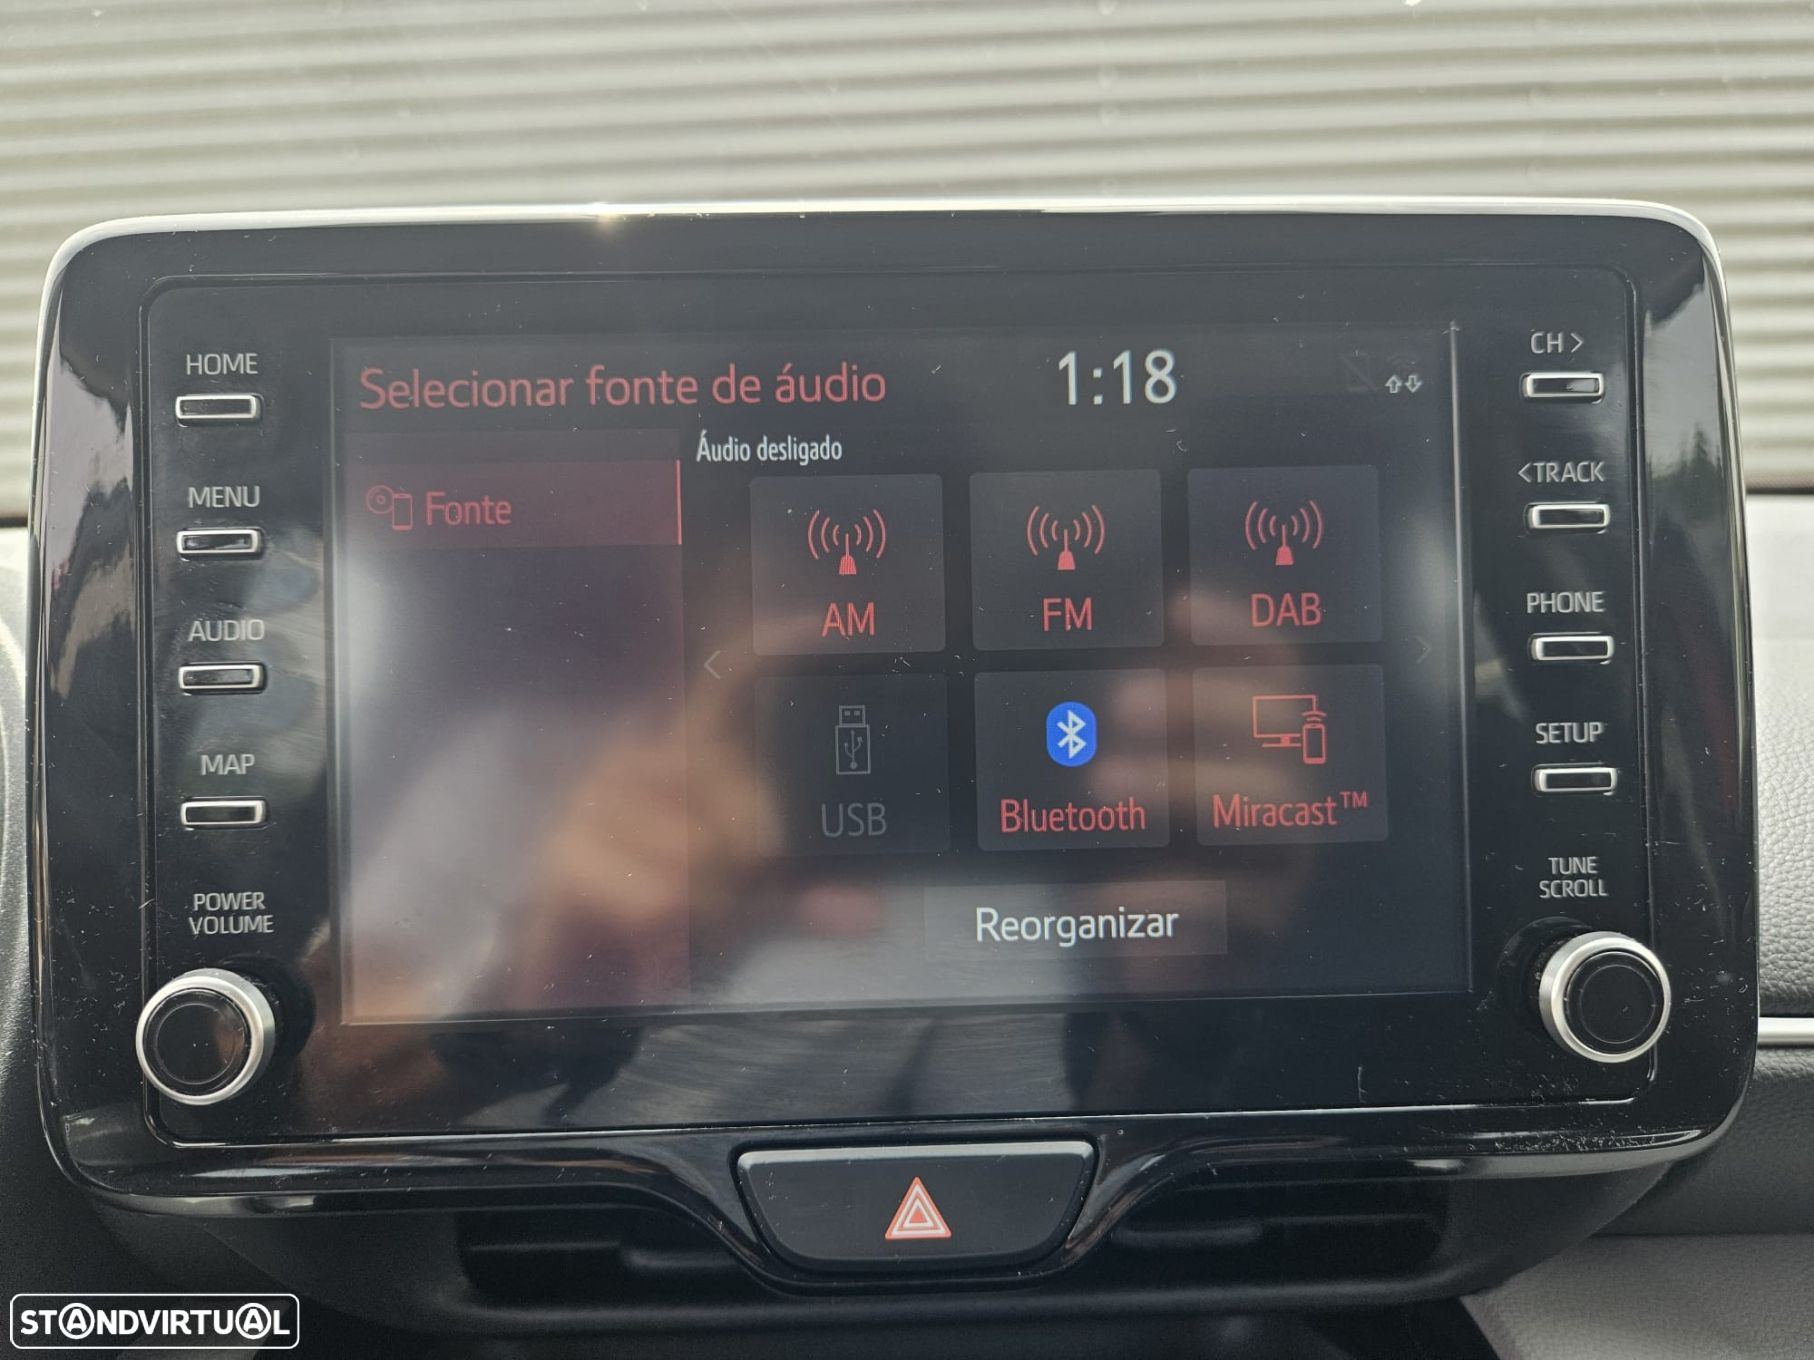 HOME
MENU
AUDIO
MAP
POWER
VOLUME
Selecionar fonte de áudio
1:18
Fonte
Áudio desligado
AM
FM
DAB
USB
Bluetooth
Miracast™
Reorganizar
CH>
<TRACK
PHONE
SETUP
TUNE
SCROLL
STANDVIRTUAL